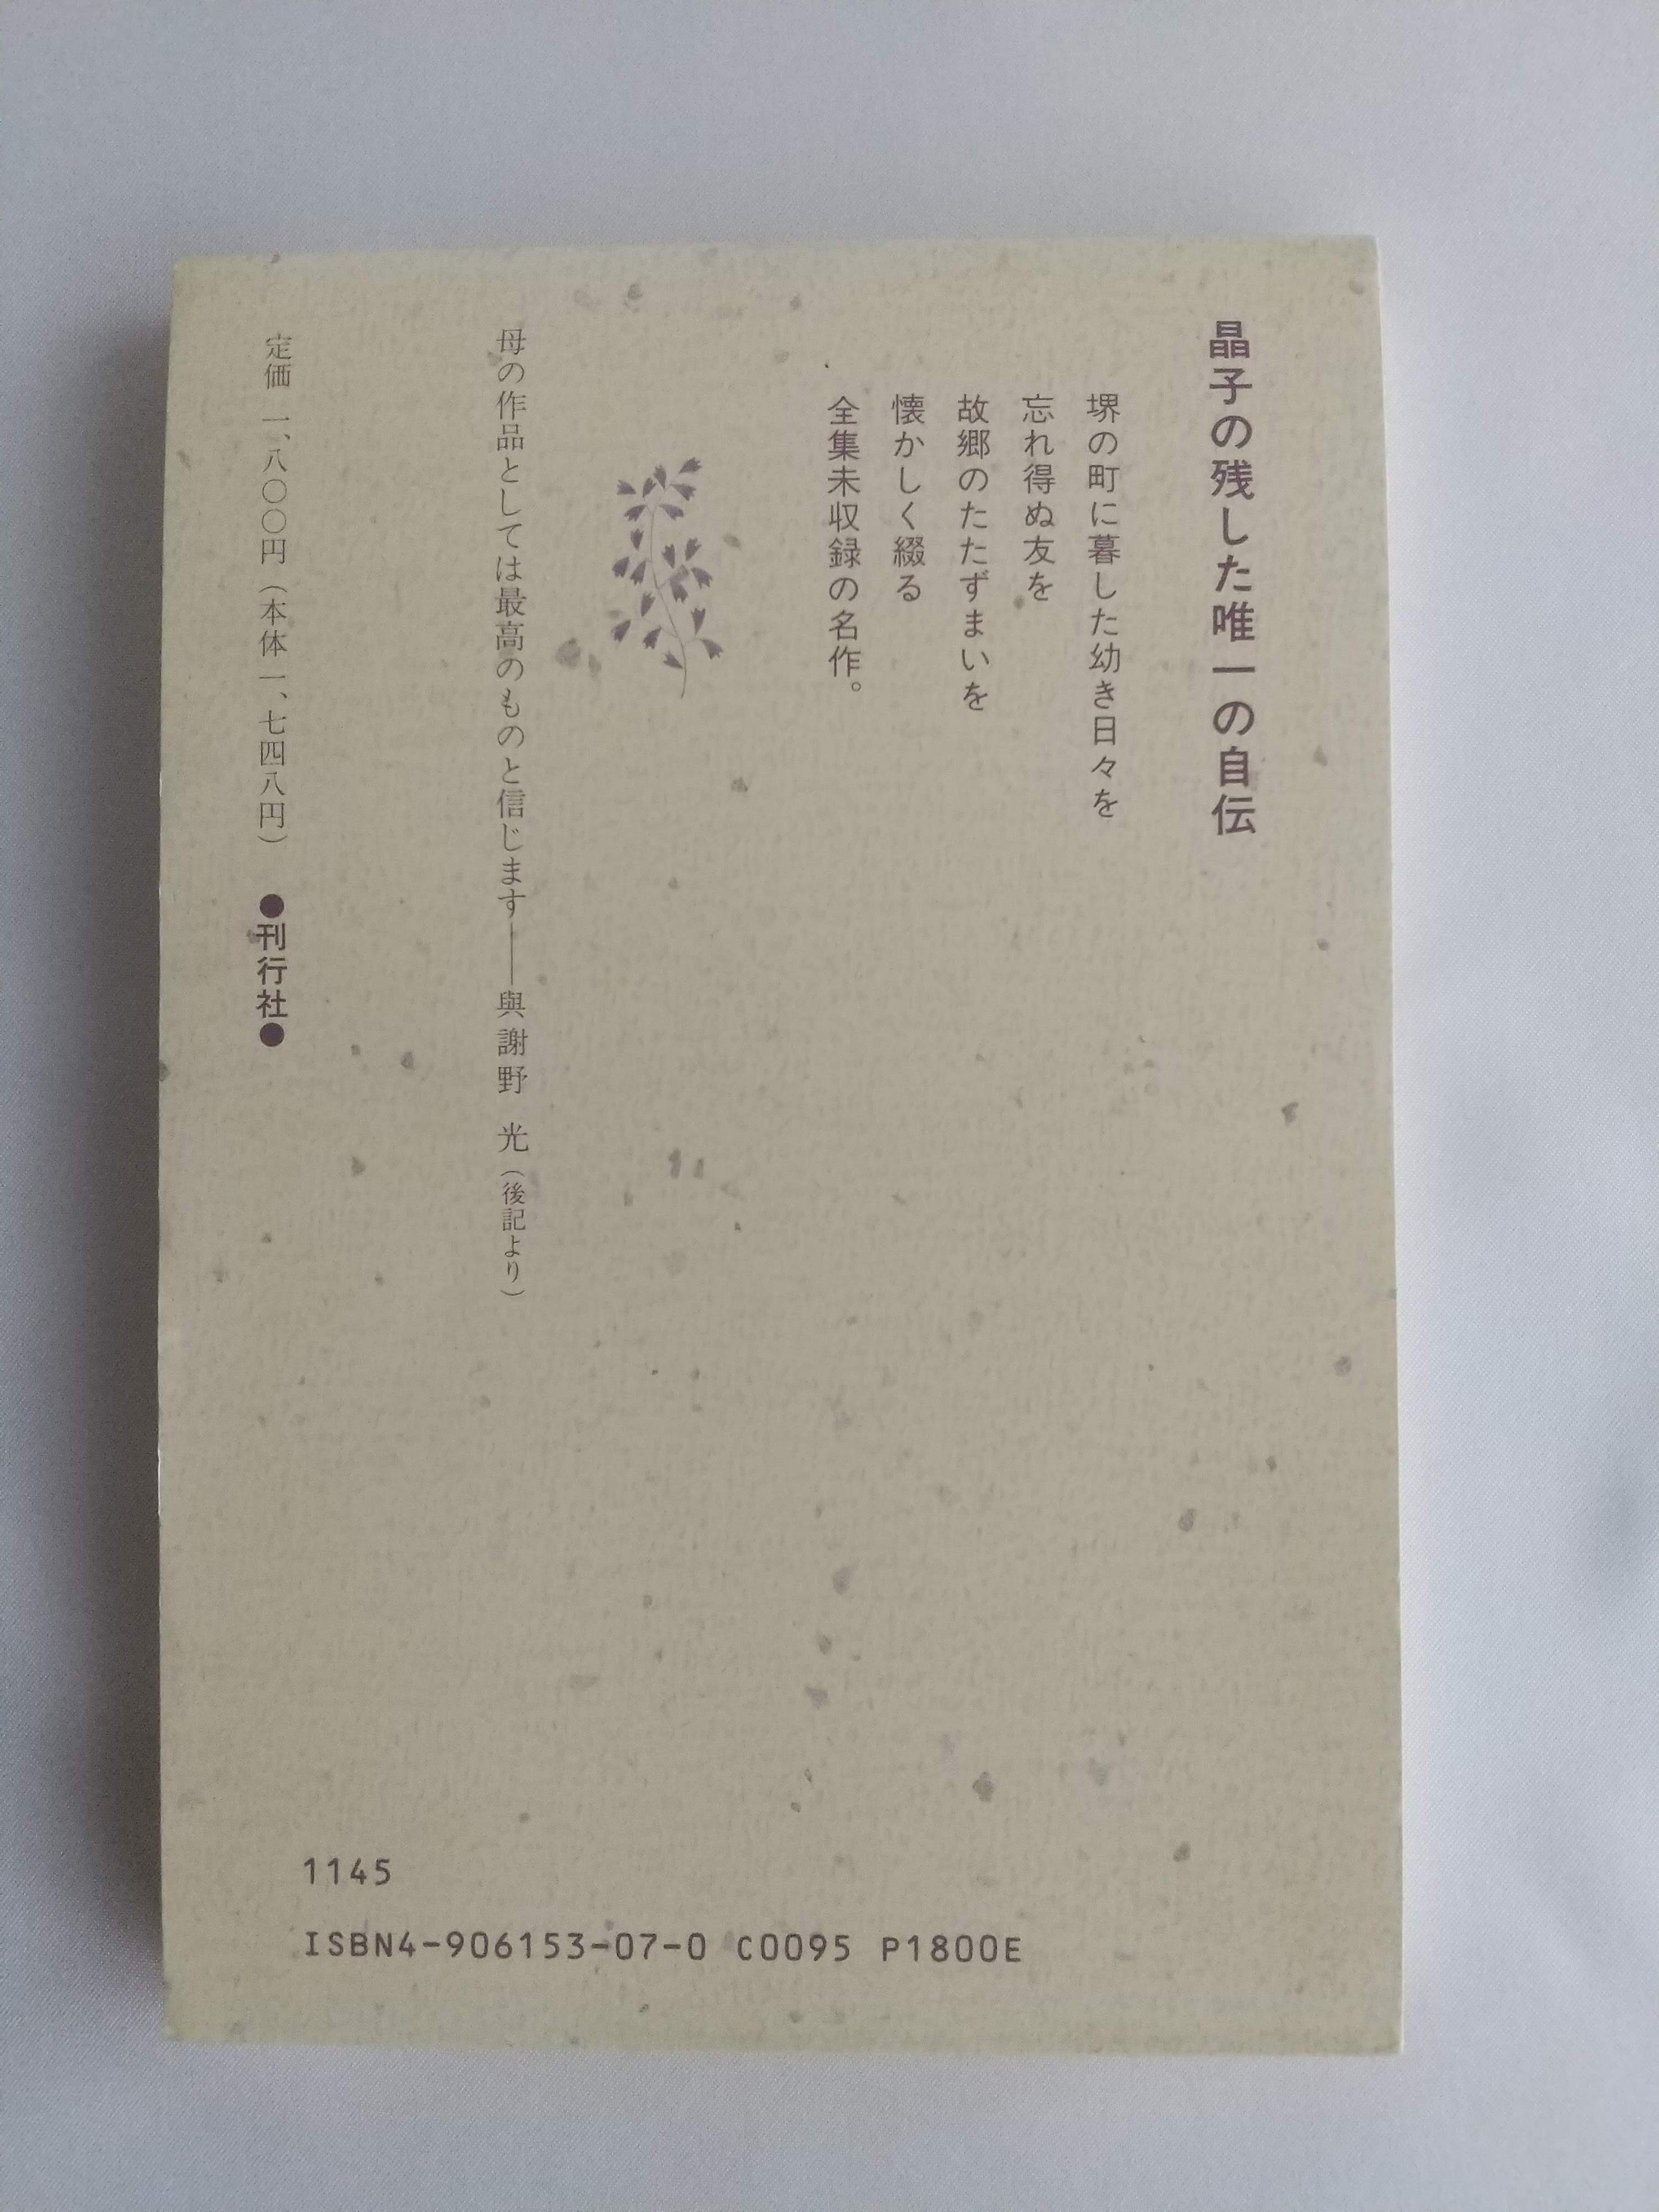 晶子の残した唯一の自伝
堺の町に暮した幼き日々を
忘れ得ぬ友を
故郷のたたずまいを
懐かしく綴る
全集未収録の名作。
母の作品としては最高のものと信じます――與謝野 光（後記より）
定価 一、八〇〇円（本体 一、七四八円） ●刊行社●
1145
ISBN4-906153-07-0 C0095 P1800E